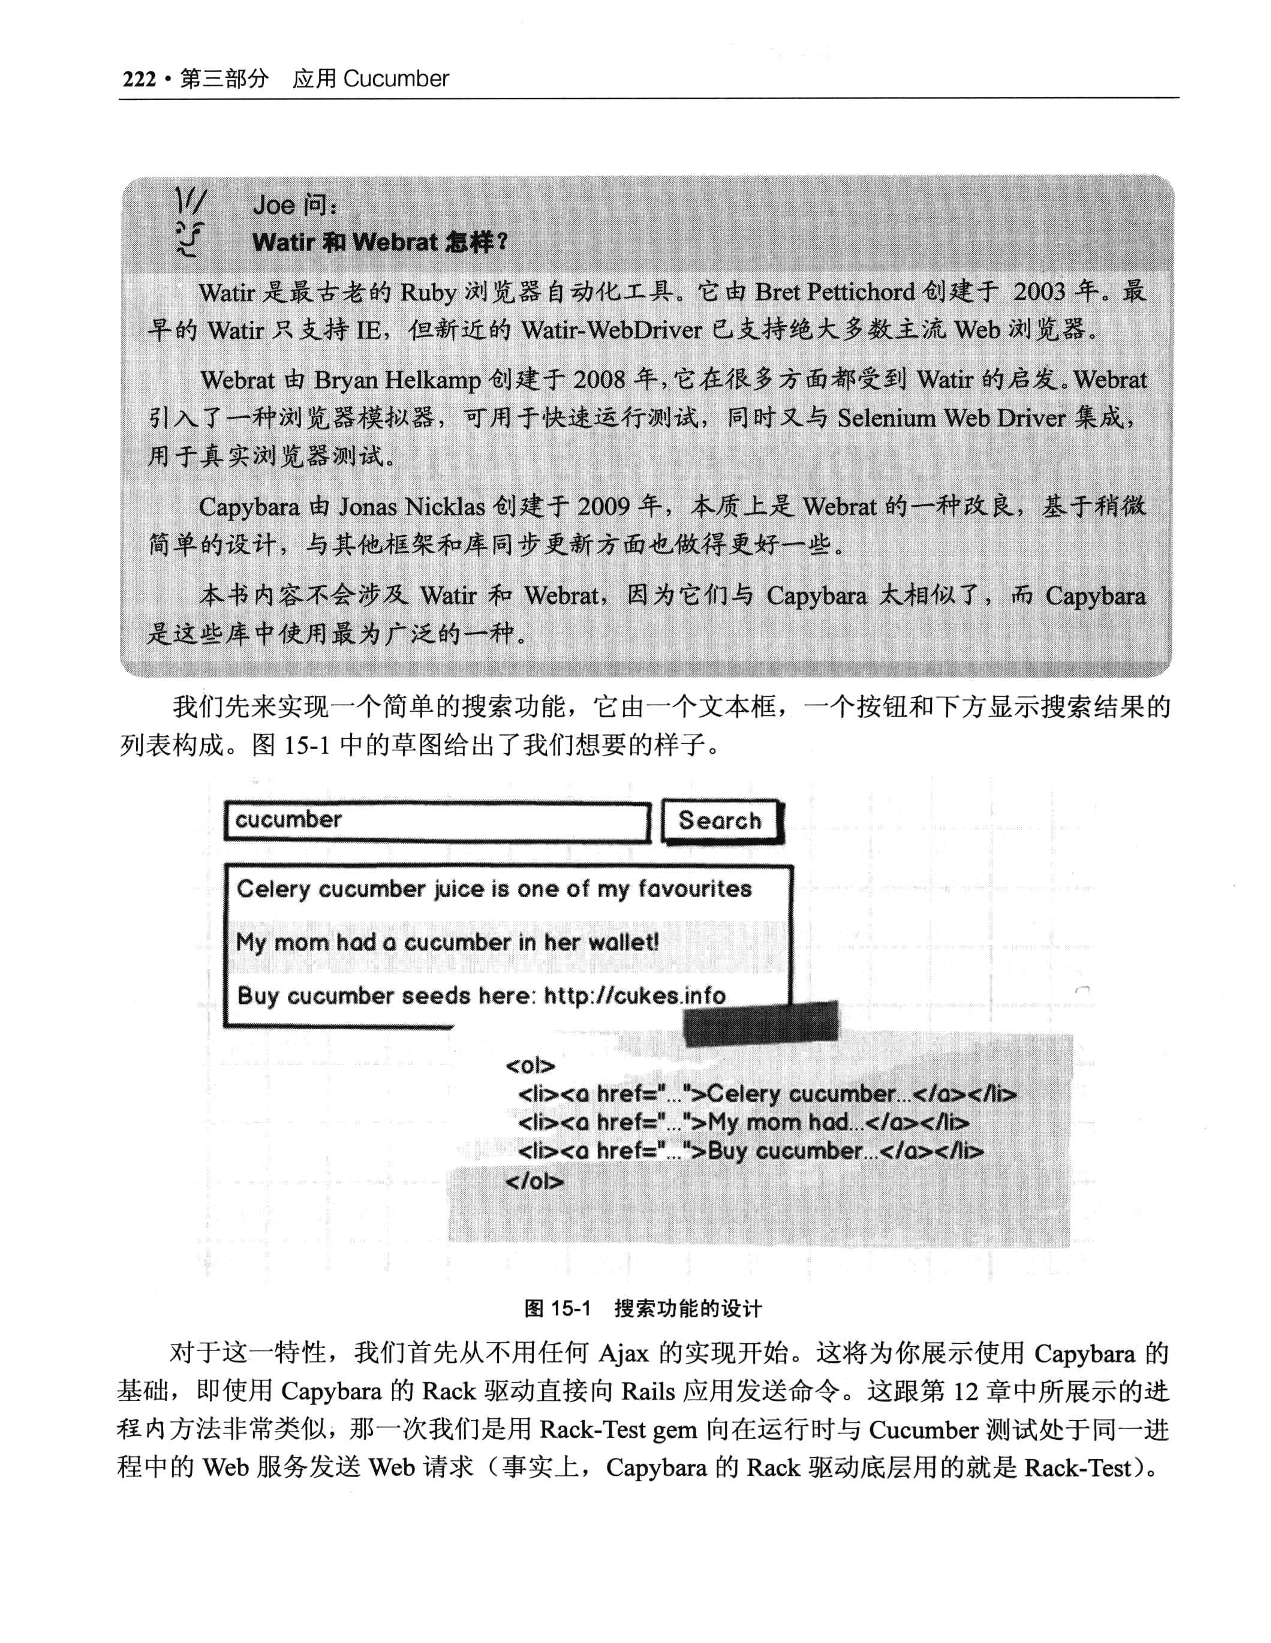 222·第三部分 应用 Cucumber
Joe 问：
Watir 和 Webrat 怎样？
Watir 是最古老的 Ruby 浏览器自动化工具。它由 Bret Pettichord 创建于 2003 年。最
早的 Watir 只支持 IE，但新近的 Watir-WebDriver 已支持绝大多数主流 Web 浏览器。
Webrat 由 Bryan Helkamp 创建于 2008 年，它在很多方面都受到 Watir 的启发。Webrat
引入了一种浏览器模拟器，可用于快速运行测试，同时又与 Selenium Web Driver 集成，
用于真实浏览器测试。
Capybara 由 Jonas Nicklas 创建于 2009 年，本质上是 Webrat 的一种改良，基于稍微
简单的设计，与其他框架和库同步更新方面也做得更好一些。
本书内容不会涉及 Watir 和 Webrat，因为它们与 Capybara 太相似了，而 Capybara
是这些库中使用最为广泛的一种。
我们先来实现一个简单的搜索功能，它由一个文本框，一个按钮和下方显示搜索结果的
列表构成。图 15-1 中的草图给出了我们想要的样子。
cucumber Search
Celery cucumber juice is one of my favourites
My mom had a cucumber in her wallet!
Buy cucumber seeds here: http://cukes.info
<ol>
<li><a href="...">Celery cucumber...</a></li>
<li><a href="...">My mom had...</a></li>
<li><a href="...">Buy cucumber...</a></li>
</ol>
图 15-1 搜索功能的设计
对于这一特性，我们首先从不用任何 Ajax 的实现开始。这将为你展示使用 Capybara 的
基础，即使用 Capybara 的 Rack 驱动直接向 Rails 应用发送命令。这跟第 12 章中所展示的进
程内方法非常类似，那一次我们是用 Rack-Test gem 向在运行时与 Cucumber 测试处于同一进
程中的 Web 服务发送 Web 请求（事实上，Capybara 的 Rack 驱动底层用的就是 Rack-Test）。